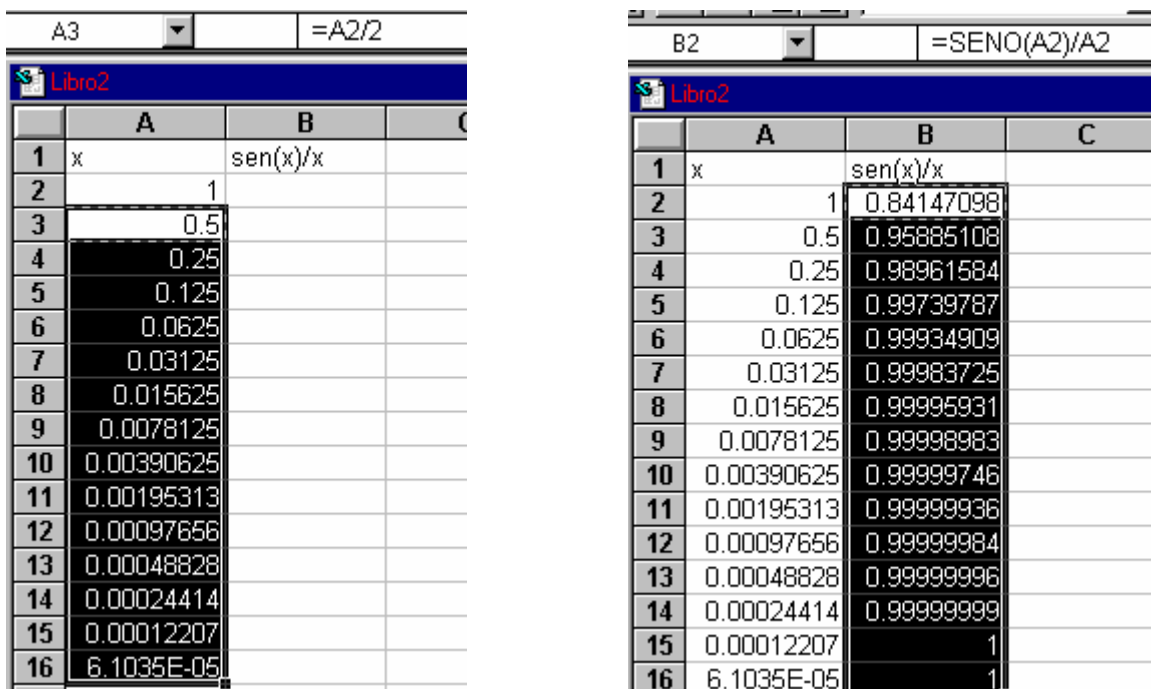 A3 =A2/2
Libro2
A B C
1 x sen(x)/x
2 1
3 0.5
4 0.25
5 0.125
6 0.0625
7 0.03125
8 0.015625
9 0.0078125
10 0.00390625
11 0.00195313
12 0.00097656
13 0.00048828
14 0.00024414
15 0.00012207
16 6.1035E-05
B2 =SENO(A2)/A2
Libro2
A B C
1 x sen(x)/x
2 1 0.84147098
3 0.5 0.95885108
4 0.25 0.98961584
5 0.125 0.99739787
6 0.0625 0.99934909
7 0.03125 0.99983725
8 0.015625 0.99995931
9 0.0078125 0.99998983
10 0.00390625 0.99999746
11 0.00195313 0.99999936
12 0.00097656 0.99999984
13 0.00048828 0.99999996
14 0.00024414 0.99999999
15 0.00012207 1
16 6.1035E-05 1